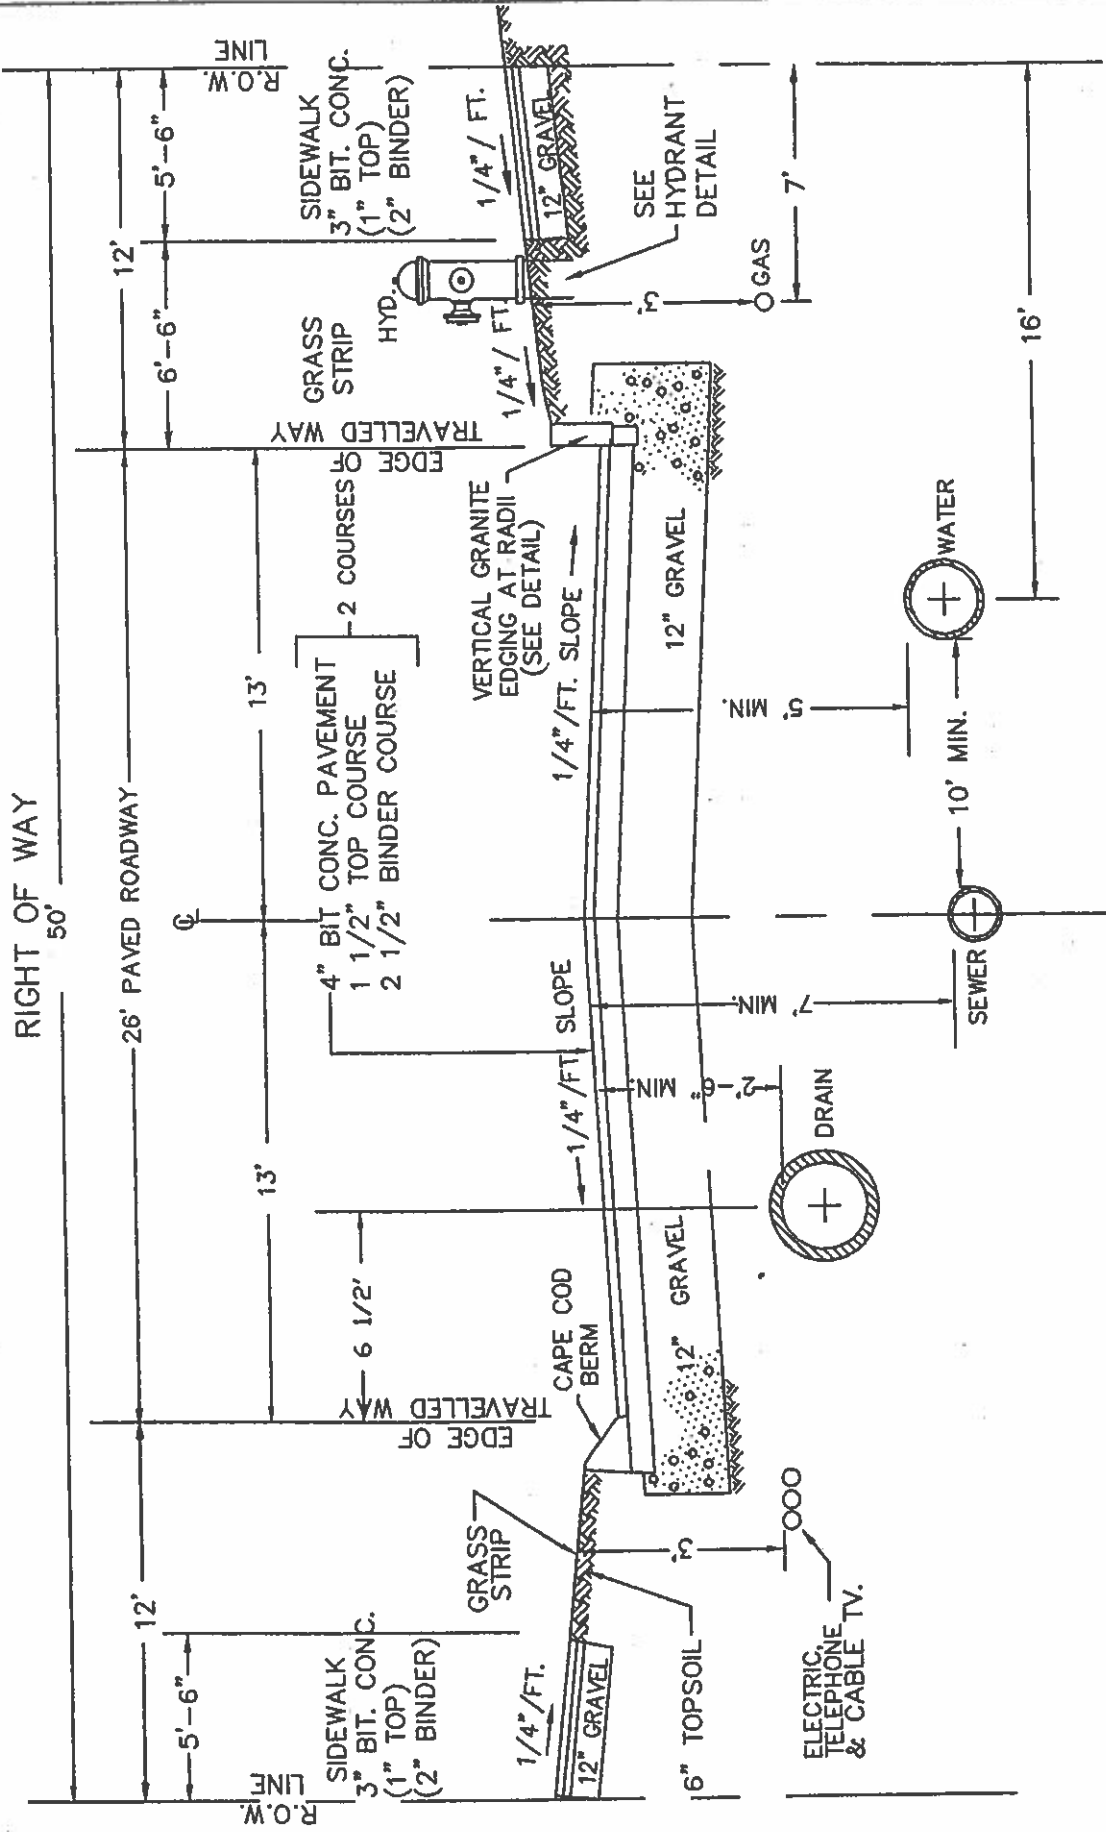 RIGHT OF WAY
50'
12'
26' PAVED ROADWAY
12'
5'-6"
13'
13'
6'-6"
5'-6"
R.O.W.
LINE
R.O.W.
LINE
SIDEWALK
3" BIT. CONC.
(1" TOP)
(2" BINDER)
EDGE OF
TRAVELLED WAY
6 1/2'
℄
4" BIT CONC. PAVEMENT
1 1/2" TOP COURSE
2 1/2" BINDER COURSE
2 COURSES
EDGE OF
TRAVELLED WAY
GRASS
STRIP
HYD.
SIDEWALK
3" BIT. CONC.
(1" TOP)
(2" BINDER)
GRASS
STRIP
CAPE COD
BERM
VERTICAL GRANITE
EDGING AT RADII
(SEE DETAIL)
1/4"/FT.
1/4"/FT SLOPE
1/4"/FT. SLOPE
1/4"/ FT.
1/4"/ FT.
12" GRAVEL
12" GRAVEL
12" GRAVEL
12" GRAVEL
6" TOPSOIL
3'
2'-6" MIN.
7' MIN.
5' MIN.
3'
SEE
HYDRANT
DETAIL
ELECTRIC,
TELEPHONE
& CABLE TV.
DRAIN
SEWER
10' MIN.
WATER
GAS
7'
16'